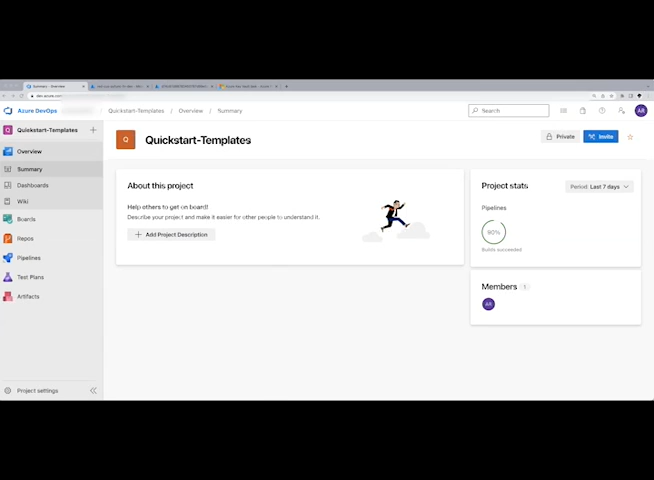 Summary - Overview
Azure DevOps
Quickstart-Templates / Overview / Summary
Search
AR
Q Quickstart-Templates
Overview
Summary
Dashboards
Wiki
Boards
Repos
Pipelines
Test Plans
Artifacts
Project settings
Q Quickstart-Templates
Private
Invite
About this project
Help others to get on board!
Describe your project and make it easier for other people to understand it.
Add Project Description
Project stats
Period: Last 7 days
Pipelines
90%
Builds succeeded
Members 1
AR